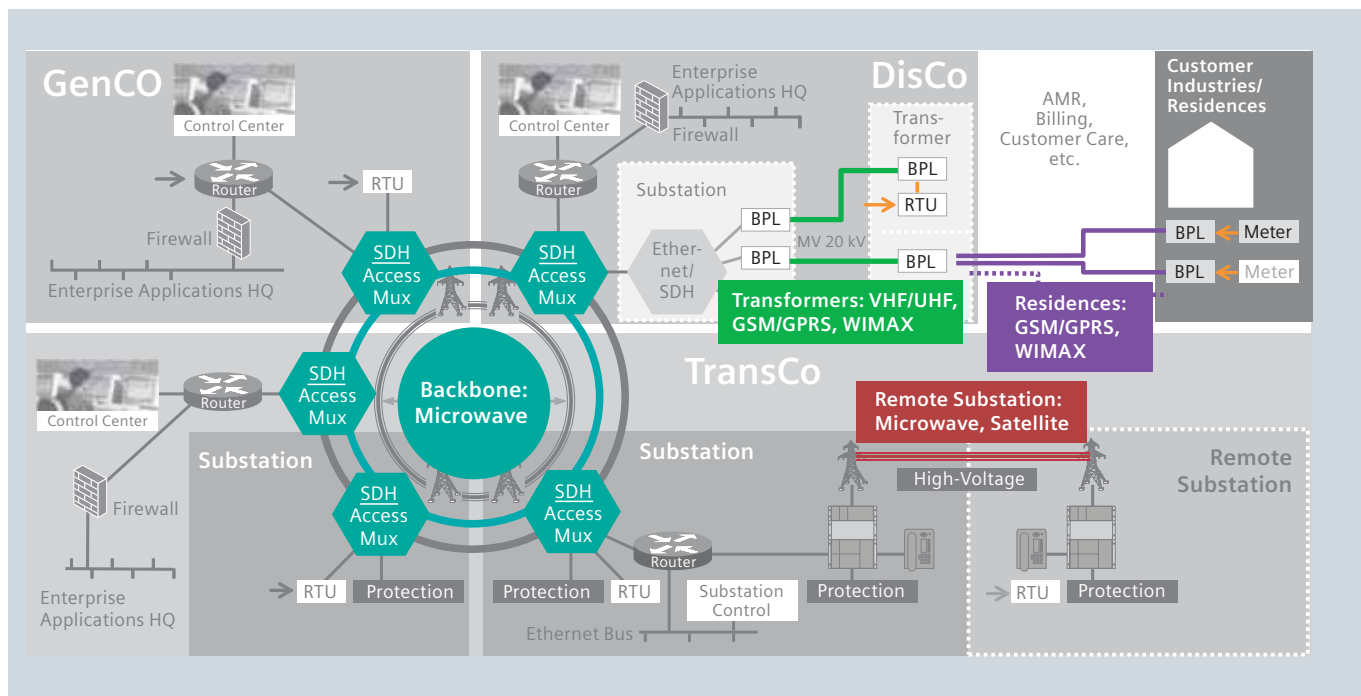 GenCO
Control Center
Router
RTU
Firewall
Enterprise Applications HQ
SDH
Access
Mux
DisCo
Control Center
Enterprise
Applications HQ
Firewall
Router
SDH
Access
Mux
Substation
Ether-
net/
SDH
BPL
BPL
MV 20 kV
Trans-
former
BPL
RTU
BPL
Transformers: VHF/UHF,
GSM/GPRS, WIMAX
AMR,
Billing,
Customer Care,
etc.
Residences:
GSM/GPRS,
WIMAX
Customer
Industries/
Residences
BPL
Meter
BPL
Meter
TransCo
Control Center
Router
SDH
Access
Mux
Firewall
Enterprise
Applications HQ
Backbone:
Microwave
Substation
SDH
Access
Mux
RTU
Protection
Substation
SDH
Access
Mux
Protection
RTU
Router
Substation
Control
Ethernet Bus
Remote Substation:
Microwave, Satellite
High-Voltage
Protection
Remote
Substation
RTU
Protection